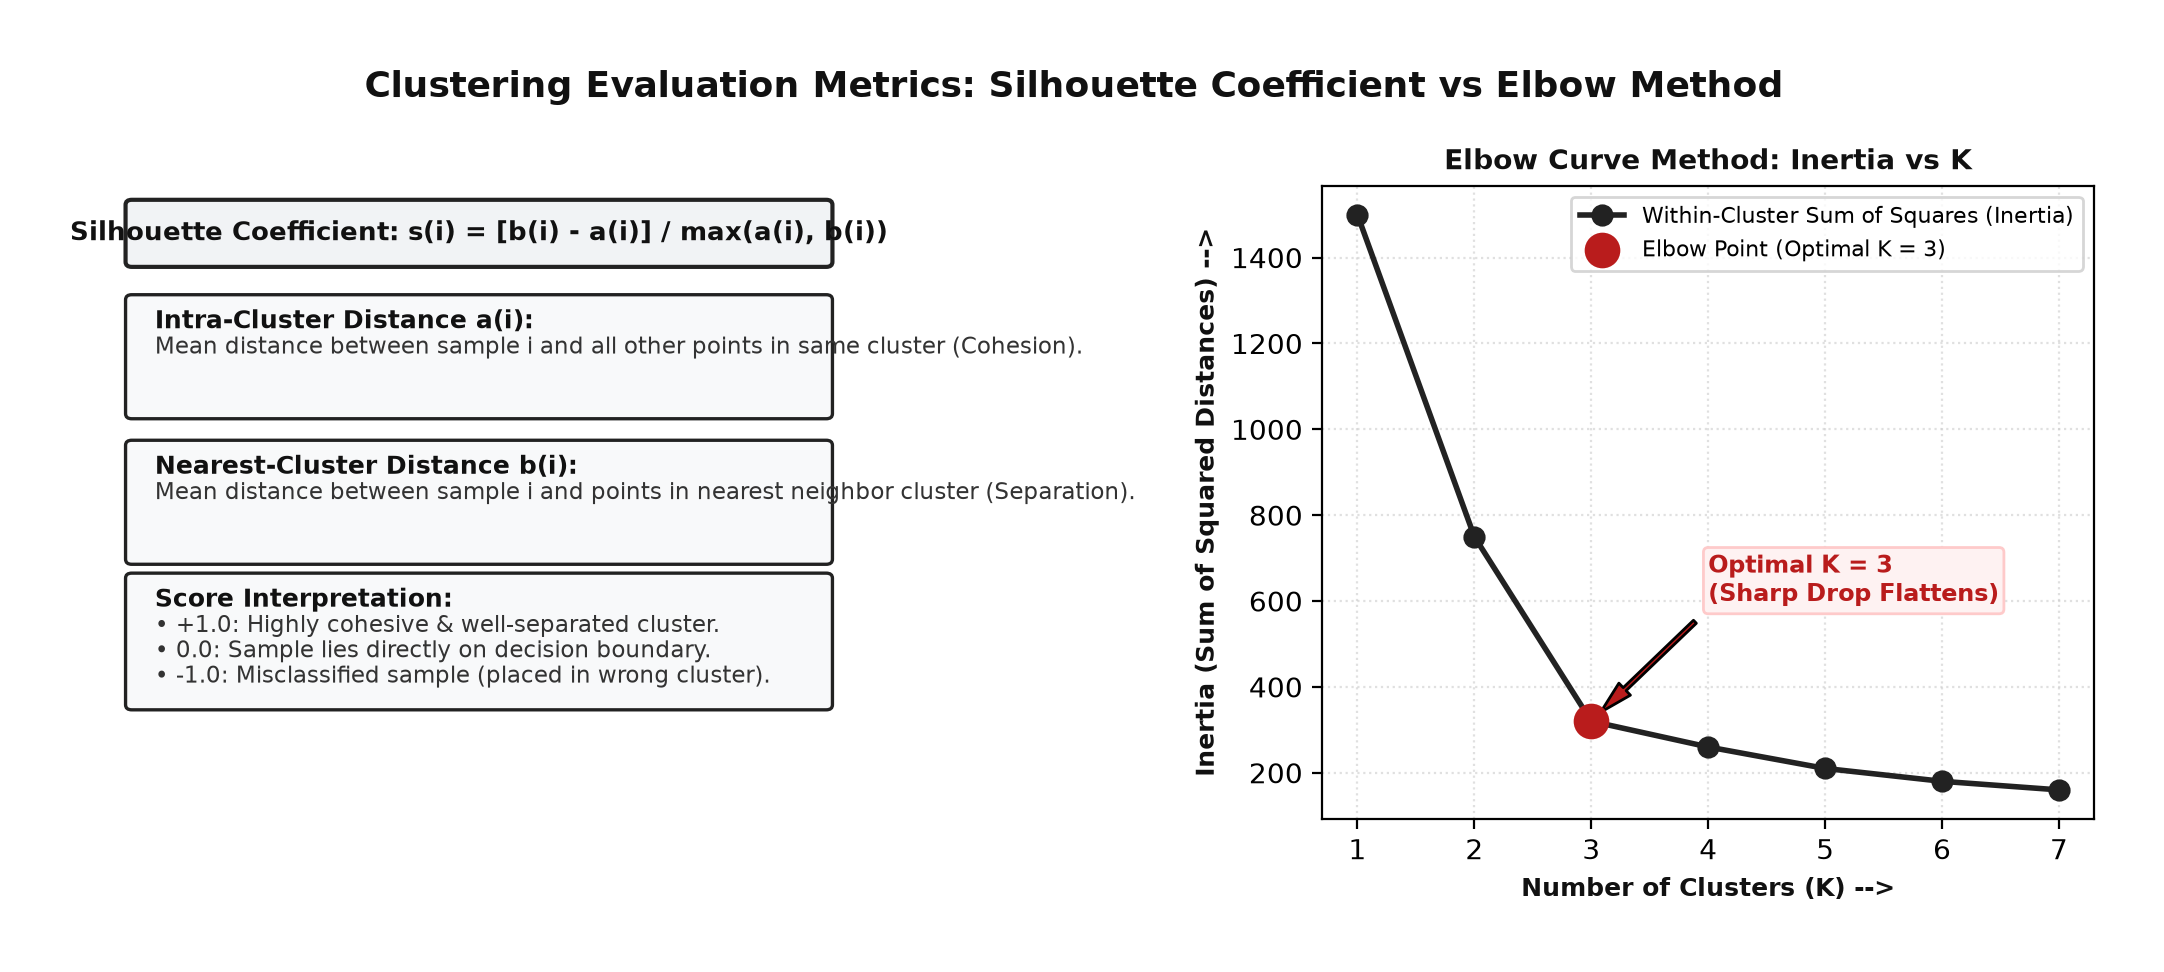 Clustering Evaluation Metrics: Silhouette Coefficient vs Elbow Method
Silhouette Coefficient: s(i) = [b(i) - a(i)] / max(a(i), b(i))
Intra-Cluster Distance a(i):
Mean distance between sample i and all other points in same cluster (Cohesion).
Nearest-Cluster Distance b(i):
Mean distance between sample i and points in nearest neighbor cluster (Separation).
Score Interpretation:
• +1.0: Highly cohesive & well-separated cluster.
• 0.0: Sample lies directly on decision boundary.
• -1.0: Misclassified sample (placed in wrong cluster).
Elbow Curve Method: Inertia vs K
Within-Cluster Sum of Squares (Inertia)
Elbow Point (Optimal K = 3)
Optimal K = 3
(Sharp Drop Flattens)
Inertia (Sum of Squared Distances) -->
1400
1200
1000
800
600
400
200
1 2 3 4 5 6 7
Number of Clusters (K) -->